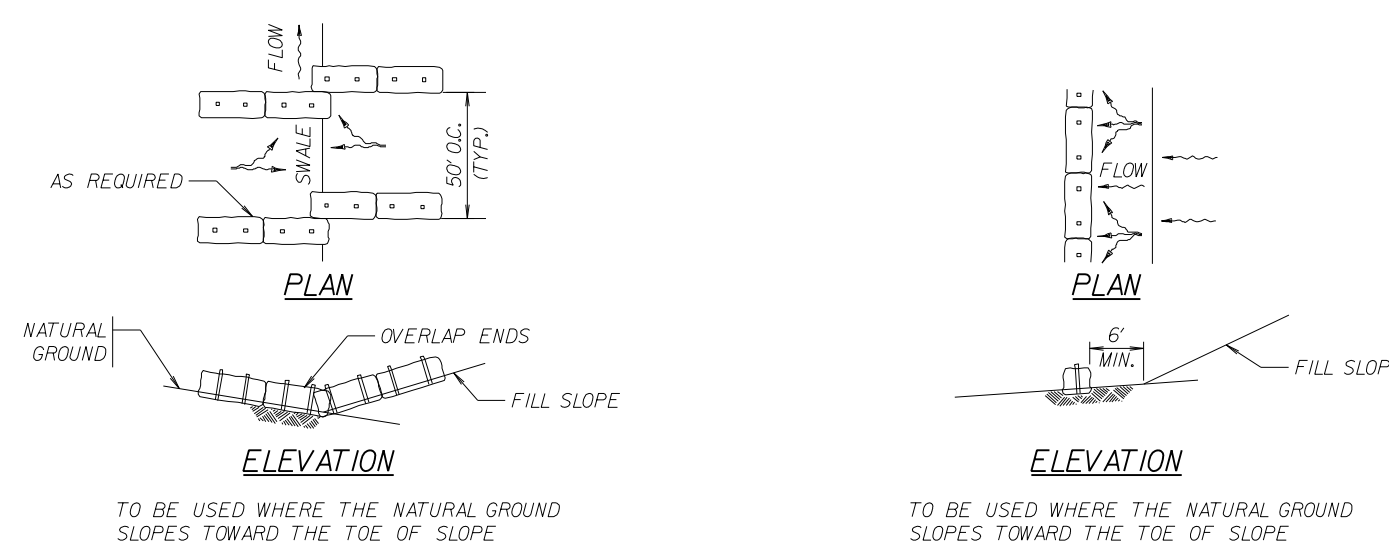 FLOW
SWALE
50' O.C.
(TYP.)
AS REQUIRED
PLAN
NATURAL
GROUND
OVERLAP ENDS
FILL SLOPE
ELEVATION
TO BE USED WHERE THE NATURAL GROUND
SLOPES TOWARD THE TOE OF SLOPE
FLOW
PLAN
6'
MIN.
FILL SLOP
ELEVATION
TO BE USED WHERE THE NATURAL GROUND
SLOPES TOWARD THE TOE OF SLOPE